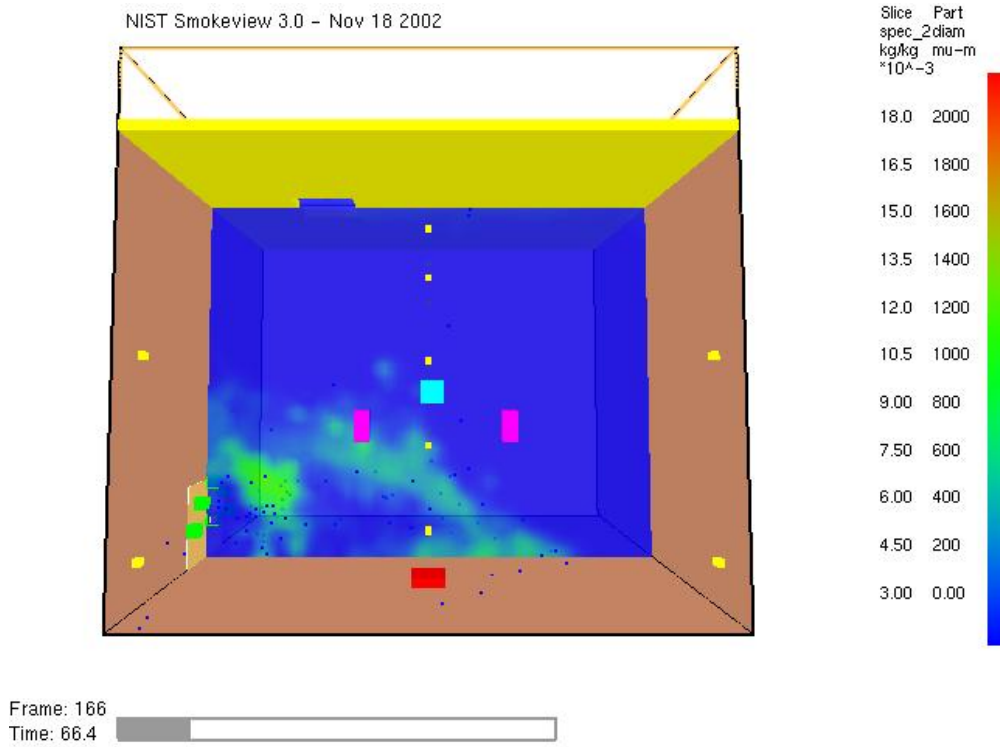 NIST Smokeview 3.0 - Nov 18 2002
Slice Part
spec_2diam
kg/kg mu-m
*10^-3
18.0 2000
16.5 1800
15.0 1600
13.5 1400
12.0 1200
10.5 1000
9.00 800
7.50 600
6.00 400
4.50 200
3.00 0.00
Frame: 166
Time: 66.4